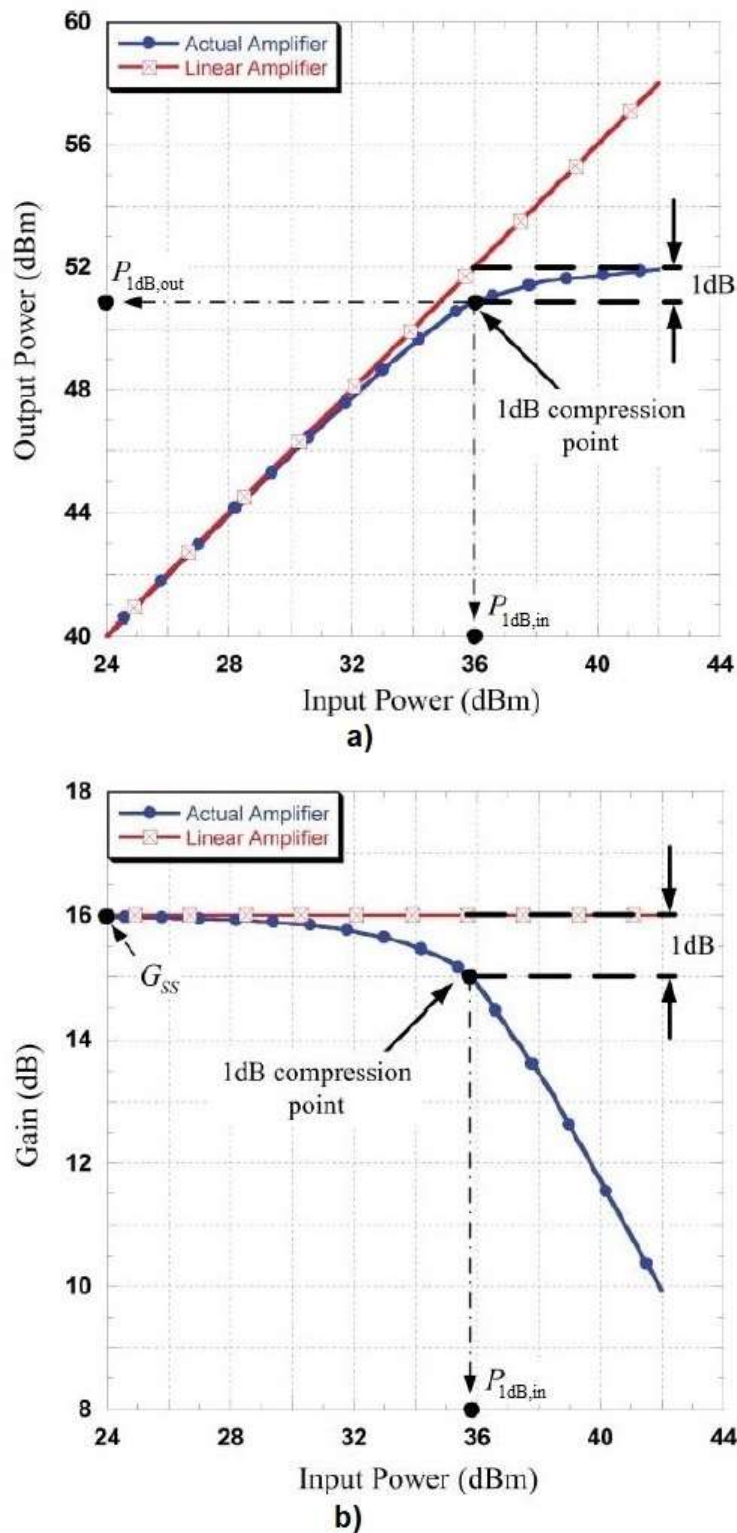 60
Actual Amplifier
Linear Amplifier
56
52
P1dB,out
1dB
48
1dB compression
point
44
P1dB,in
40
24 28 32 36 40 44
Output Power (dBm)
Input Power (dBm)
a)
18
Actual Amplifier
Linear Amplifier
16
1dB
GSS
14
1dB compression
point
12
10
P1dB,in
8
24 28 32 36 40 44
Gain (dB)
Input Power (dBm)
b)